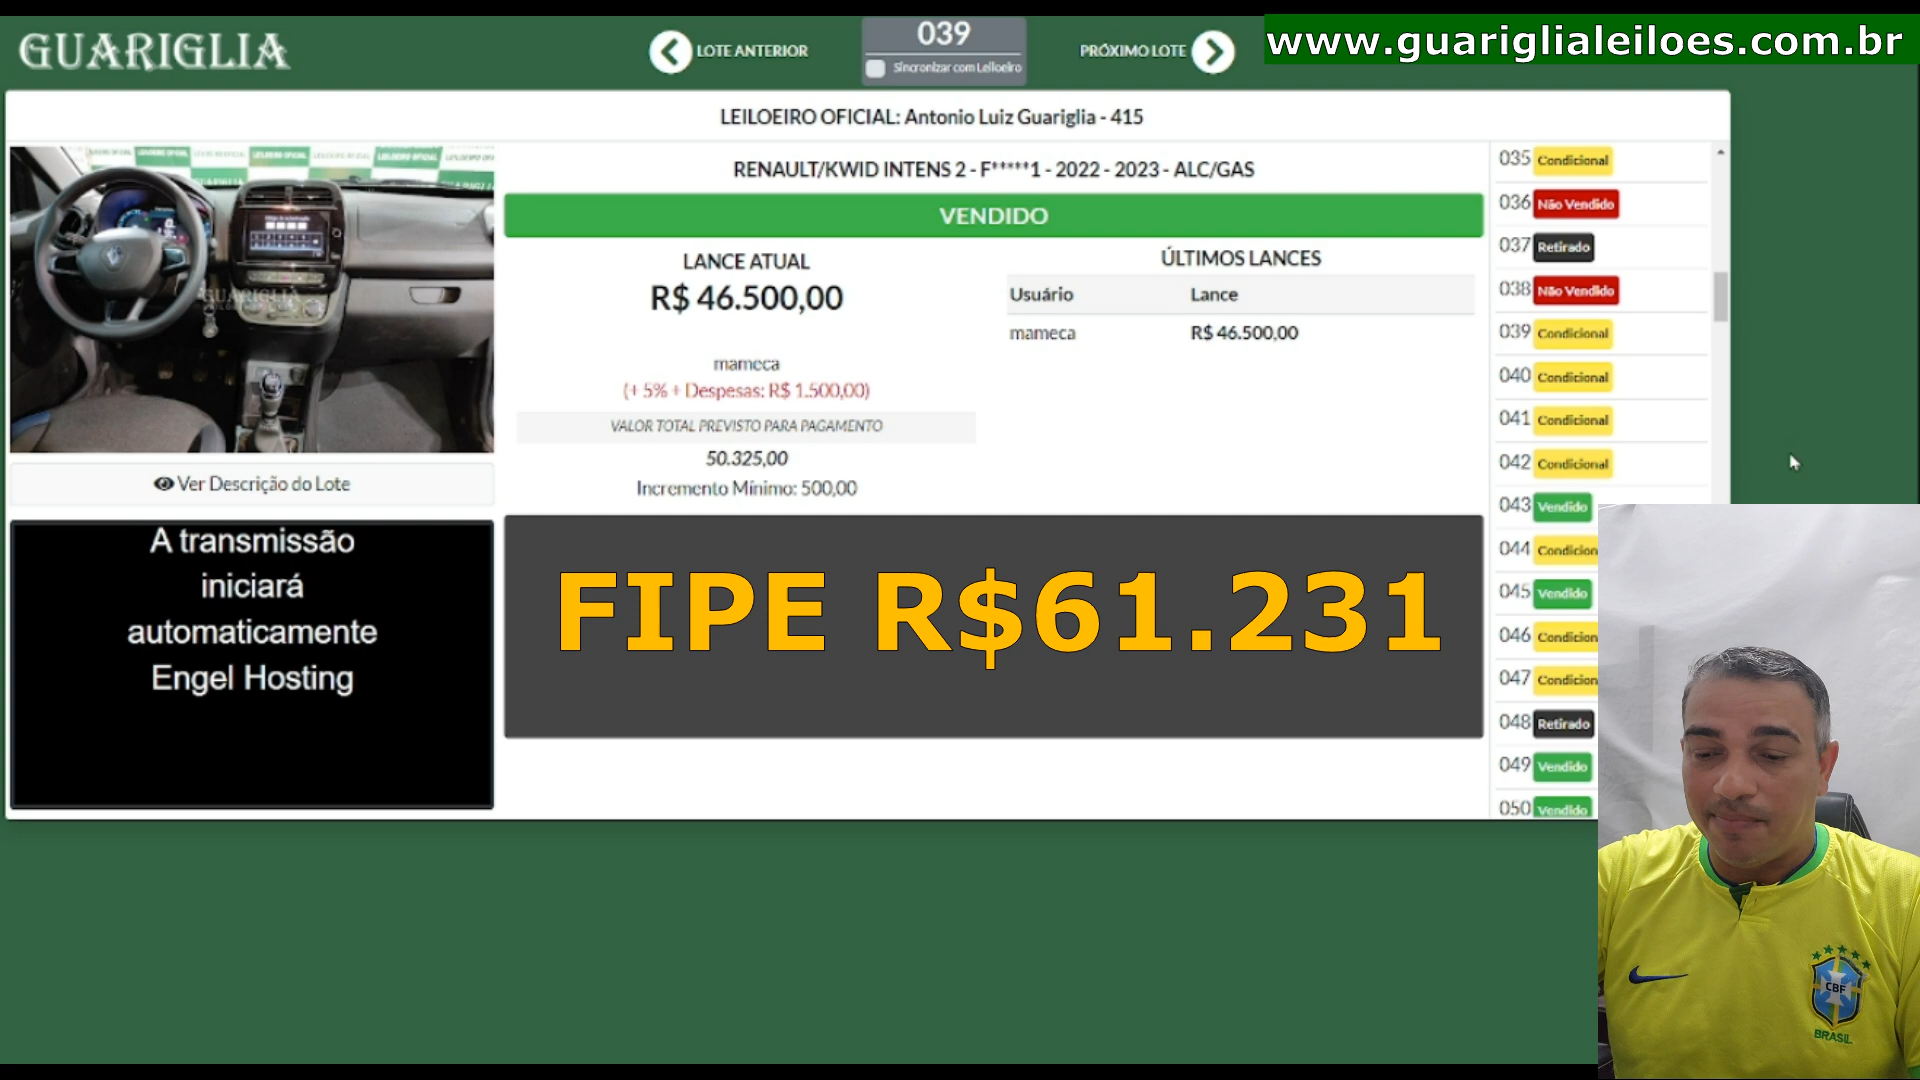 GUARIGLIA
LOTE ANTERIOR
039
Sincronizar com Leiloeiro
PRÓXIMO LOTE
www.guariglialeiloes.com.br
LEILOEIRO OFICIAL: Antonio Luiz Guariglia - 415
RENAULT/KWID INTENS 2 - F*****1 - 2022 - 2023 - ALC/GAS
VENDIDO
LANCE ATUAL
R$ 46.500,00
mameca
(+ 5% + Despesas: R$ 1.500,00)
VALOR TOTAL PREVISTO PARA PAGAMENTO
50.325,00
Incremento Mínimo: 500,00
ÚLTIMOS LANCES
Usuário Lance
mameca R$ 46.500,00
Ver Descrição do Lote
A transmissão
iniciará
automaticamente
Engel Hosting
FIPE R$61.231
035 Condicional
036 Não Vendido
037 Retirado
038 Não Vendido
039 Condicional
040 Condicional
041 Condicional
042 Condicional
043 Vendido
044 Condicion
045 Vendido
046 Condicion
047 Condicion
048 Retirado
049 Vendido
050 Vendido
CBF
BRASIL